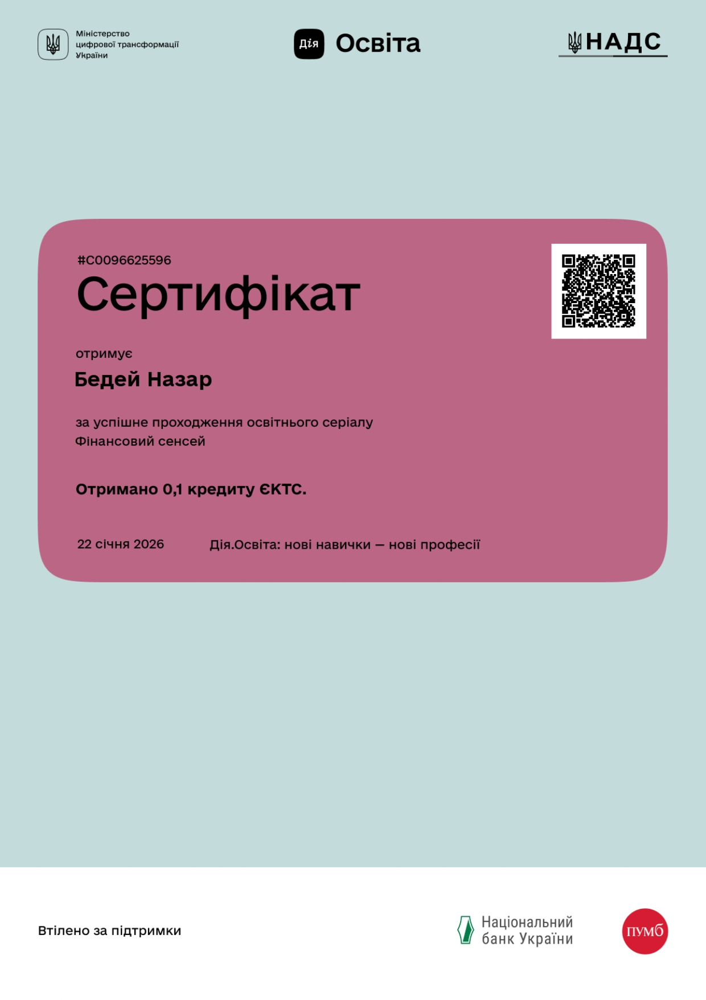 Міністерство
цифрової трансформації
України
Дія Освіта
НАДС
#C0096625596
Сертифікат
отримує
Бедей Назар
за успішне проходження освітнього серіалу
Фінансовий сенсей
Отримано 0,1 кредиту ЄКТС.
22 січня 2026
Дія.Освіта: нові навички — нові професії
Втілено за підтримки
Національний
банк України
ПУМБ